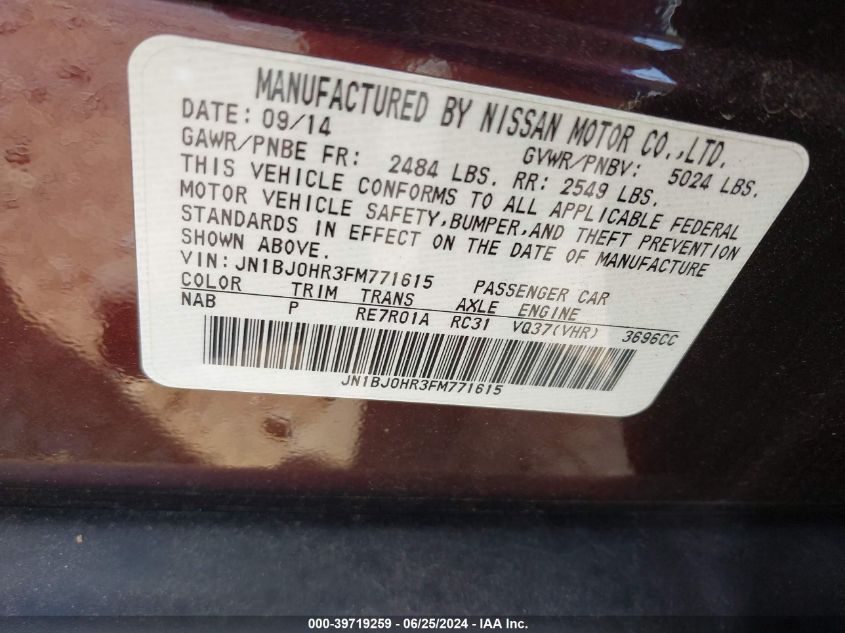 MANUFACTURED BY NISSAN MOTOR CO.,LTD.
DATE: 09/14 GVWR/PNBV: 5024 LBS.
GAWR/PNBE FR: 2484 LBS. RR: 2549 LBS.
THIS VEHICLE CONFORMS TO ALL APPLICABLE FEDERAL
MOTOR VEHICLE SAFETY,BUMPER,AND THEFT PREVENTION
STANDARDS IN EFFECT ON THE DATE OF MANUFACTURE
SHOWN ABOVE.
VIN: JN1BJ0HR3FM771615 PASSENGER CAR
COLOR TRIM TRANS AXLE ENGINE
NAB P RE7R01A RC31 VQ37(VHR) 3696CC
JN1BJ0HR3FM771615
000-39719259 - 06/25/2024 - IAA Inc.